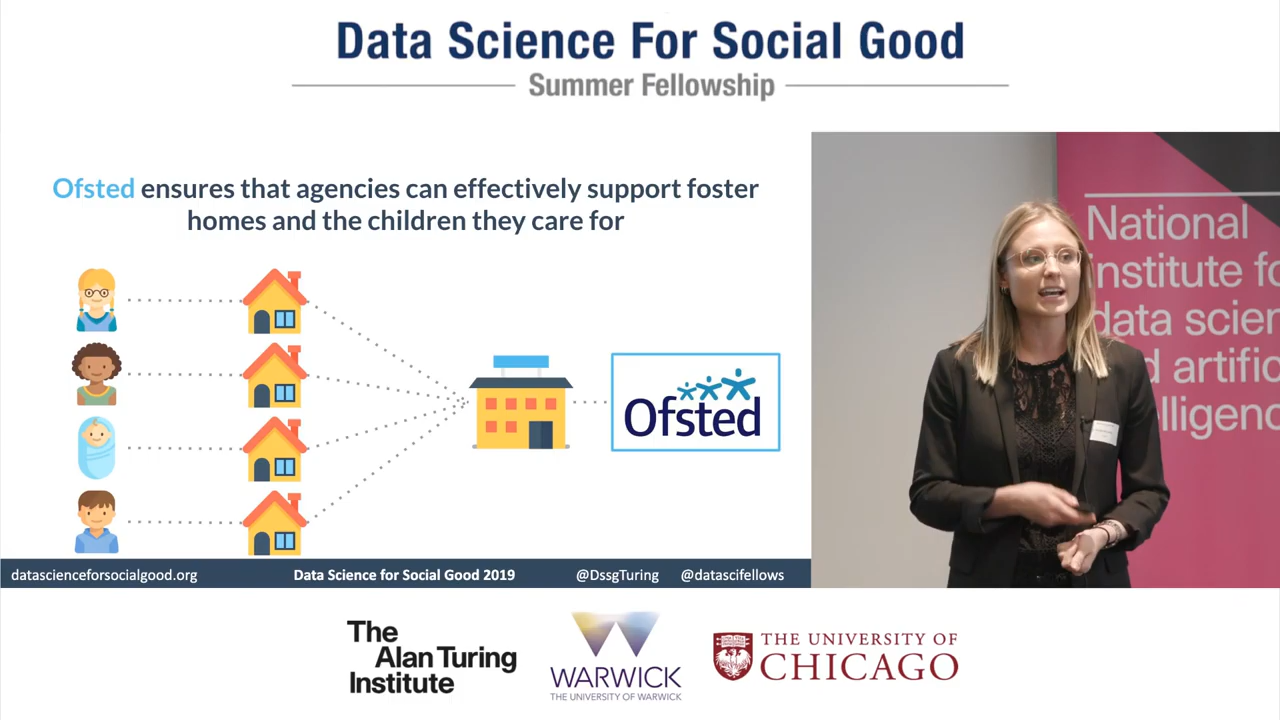 Data Science For Social Good
Summer Fellowship
Ofsted ensures that agencies can effectively support foster
homes and the children they care for
Ofsted
National
institute fo
data scien
d artific
elligenc
datascienceforsocialgood.org
Data Science for Social Good 2019
@DssgTuring
@datascifellows
The
Alan Turing
Institute
WARWICK
THE UNIVERSITY OF WARWICK
THE UNIVERSITY OF
CHICAGO